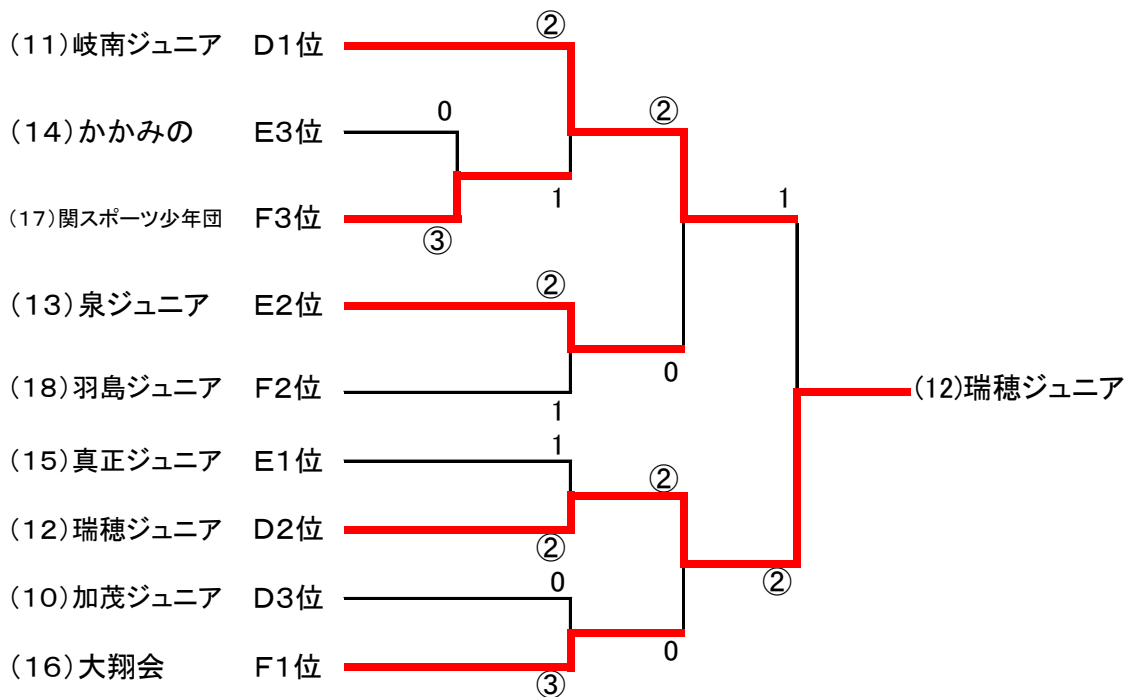 ②
(11)岐南ジュニア D1位
0
②
(14)かかみの E3位
1
1
(17)関スポーツ少年団 F3位
③
②
(13)泉ジュニア E2位
0
(18)羽島ジュニア F2位
(12)瑞穂ジュニア
1
1
(15)真正ジュニア E1位
②
(12)瑞穂ジュニア D2位
②
②
0
(10)加茂ジュニア D3位
0
(16)大翔会 F1位
③